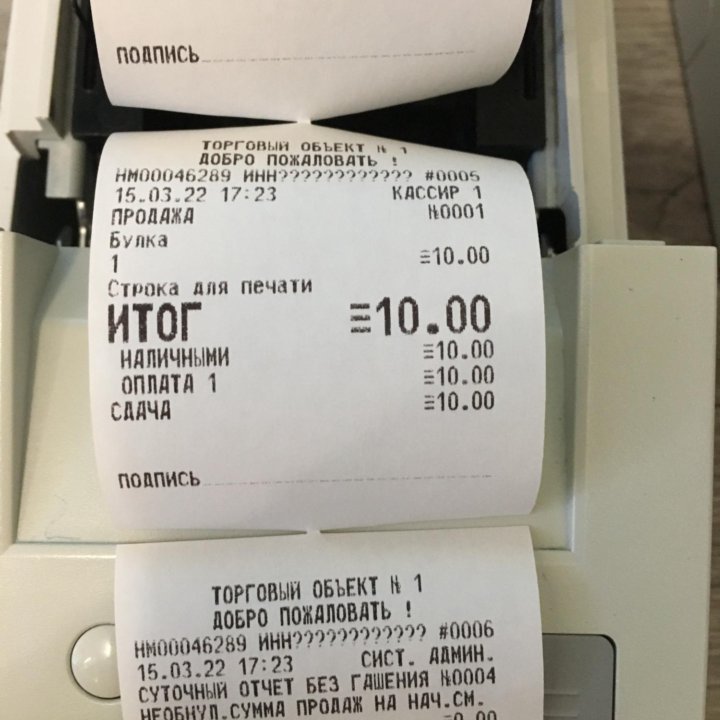 ПОДПИСЬ
ТОРГОВЫЙ ОБЪЕКТ № 1
ДОБРО ПОЖАЛОВАТЬ !
НМ00046289 ИНН???????????? #0005
15.03.22 17:23 КАССИР 1
ПРОДАЖА №0001
Булка
1 ≡10.00
Строка для печати
ИТОГ ≡10.00
НАЛИЧНЫМИ ≡10.00
ОПЛАТА 1 ≡10.00
СДАЧА ≡10.00
ПОДПИСЬ
ТОРГОВЫЙ ОБЪЕКТ № 1
ДОБРО ПОЖАЛОВАТЬ !
НМ00046289 ИНН???????????? #0006
15.03.22 17:23 СИСТ. АДМИН.
СУТОЧНЫЙ ОТЧЕТ БЕЗ ГАШЕНИЯ №0004
НЕОБНУЛ.СУММА ПРОДАЖ НА НАЧ.СМ.